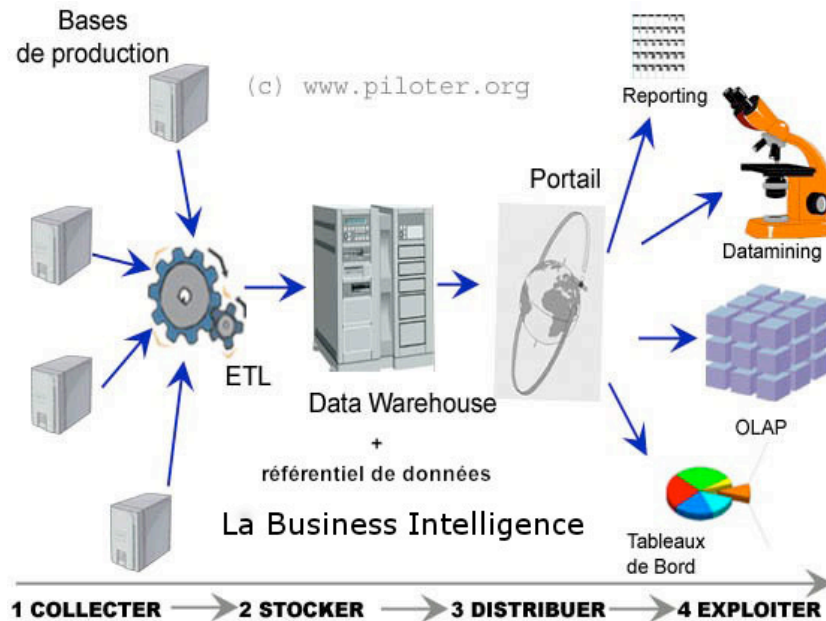 Bases
de production
(c) www.piloter.org
Reporting
Portail
Datamining
ETL
Data Warehouse
+
référentiel de données
OLAP
La Business Intelligence
Tableaux
de Bord
1 COLLECTER
2 STOCKER
3 DISTRIBUER
4 EXPLOITER